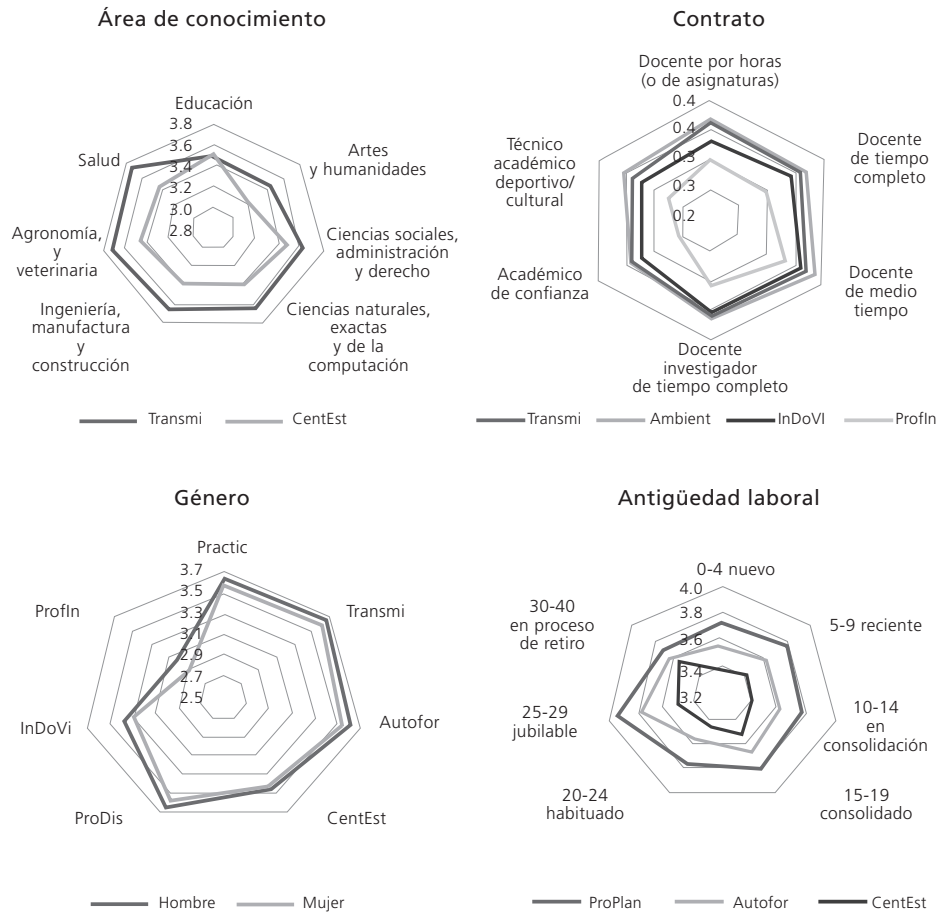 Área de conocimiento
Educación
3.8
3.6
3.4
3.2
3.0
2.8
Artes
y humanidades
Ciencias sociales,
administración
y derecho
Ciencias naturales,
exactas
y de la
computación
Ingeniería,
manufactura
y
construcción
Agronomía,
y
veterinaria
Salud
Transmi
CentEst
Contrato
Docente por horas
(o de asignaturas)
0.4
0.4
0.3
0.3
0.2
Docente
de tiempo
completo
Docente
de medio
tiempo
Docente
investigador
de tiempo completo
Académico
de confianza
Técnico
académico
deportivo/
cultural
Transmi
Ambient
InDoVI
ProfIn
Género
Practic
3.7
3.5
3.3
3.1
2.9
2.7
2.5
Transmi
Autofor
CentEst
ProDis
InDoVi
ProfIn
Hombre
Mujer
Antigüedad laboral
0-4 nuevo
4.0
3.8
3.6
3.4
3.2
5-9 reciente
10-14
en
consolidación
15-19
consolidado
20-24
habituado
25-29
jubilable
30-40
en proceso
de retiro
ProPlan
Autofor
CentEst